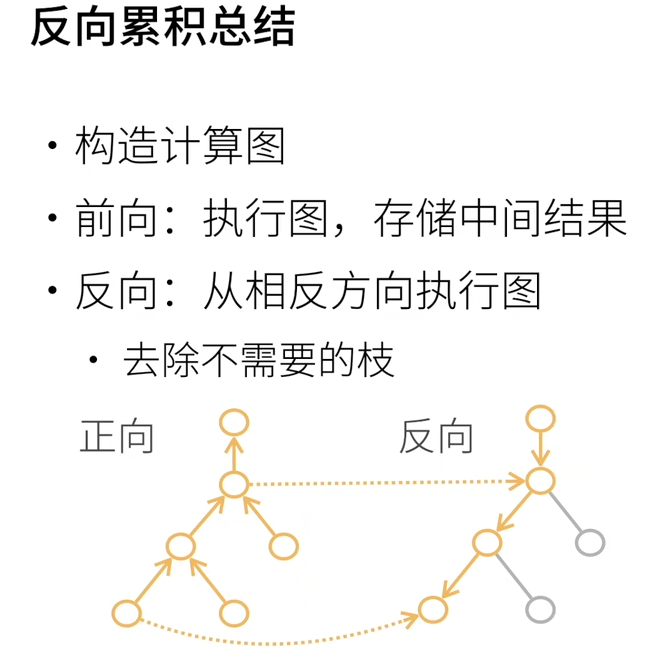 反向累积总结
• 构造计算图
• 前向：执行图，存储中间结果
• 反向：从相反方向执行图
• 去除不需要的枝
正向
反向